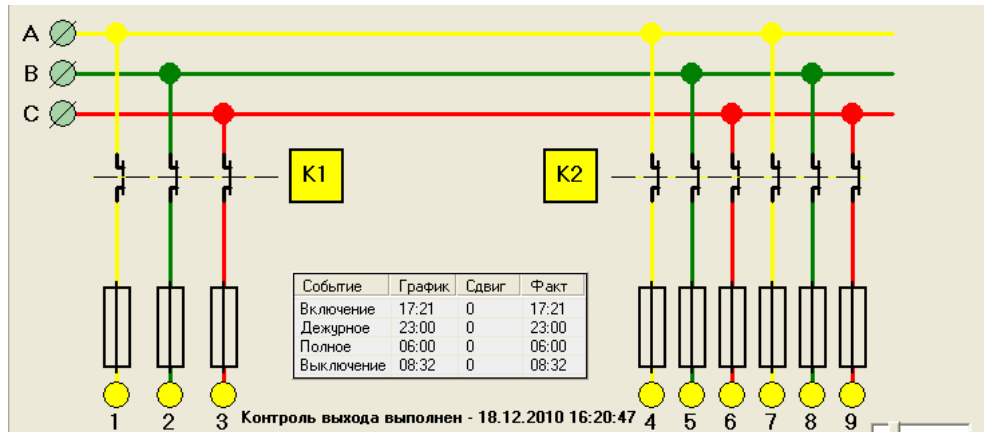 A
B
C
K1
K2
Событие График Сдвиг Факт
Включение 17:21 0 17:21
Дежурное 23:00 0 23:00
Полное 06:00 0 06:00
Выключение 08:32 0 08:32
1 2 3 Контроль выхода выполнен - 18.12.2010 16:20:47 4 5 6 7 8 9